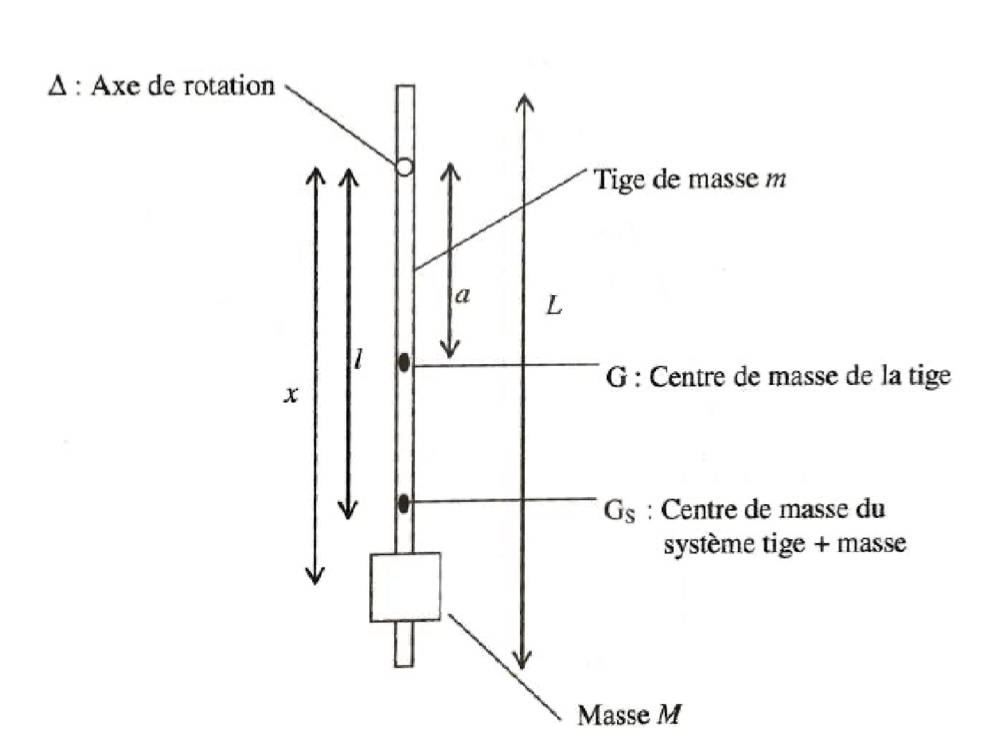 Δ : Axe de rotation
Tige de masse m
a
L
l
G : Centre de masse de la tige
x
GS : Centre de masse du
système tige + masse
Masse M